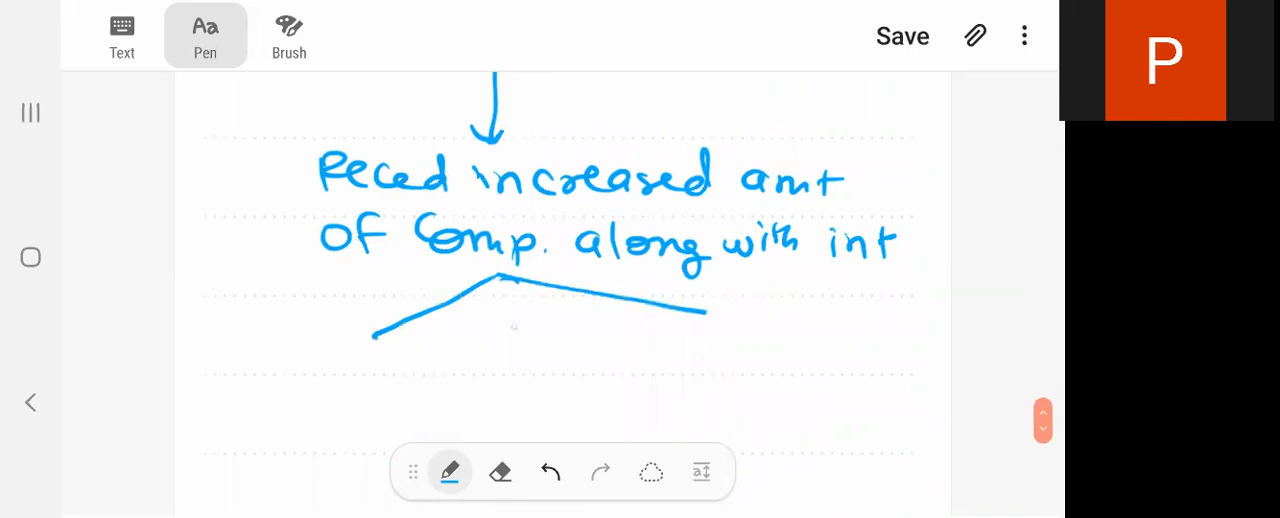 Text
Pen
Brush
Save
P
Reced increased amt
of Comp. along with int